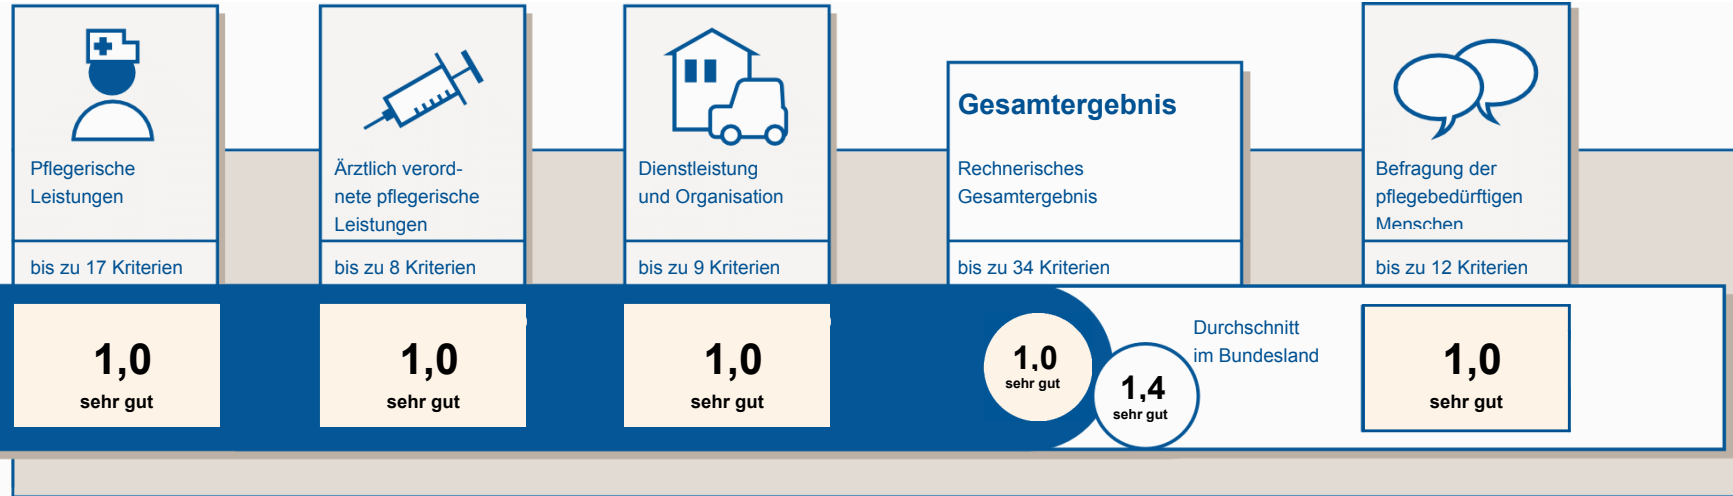 Pflegerische
Leistungen
bis zu 17 Kriterien
1,0
sehr gut
Ärztlich verord-
nete pflegerische
Leistungen
bis zu 8 Kriterien
1,0
sehr gut
Dienstleistung
und Organisation
bis zu 9 Kriterien
1,0
sehr gut
Gesamtergebnis
Rechnerisches
Gesamtergebnis
bis zu 34 Kriterien
1,0
sehr gut
1,4
sehr gut
Durchschnitt
im Bundesland
Befragung der
pflegebedürftigen
Menschen
bis zu 12 Kriterien
1,0
sehr gut